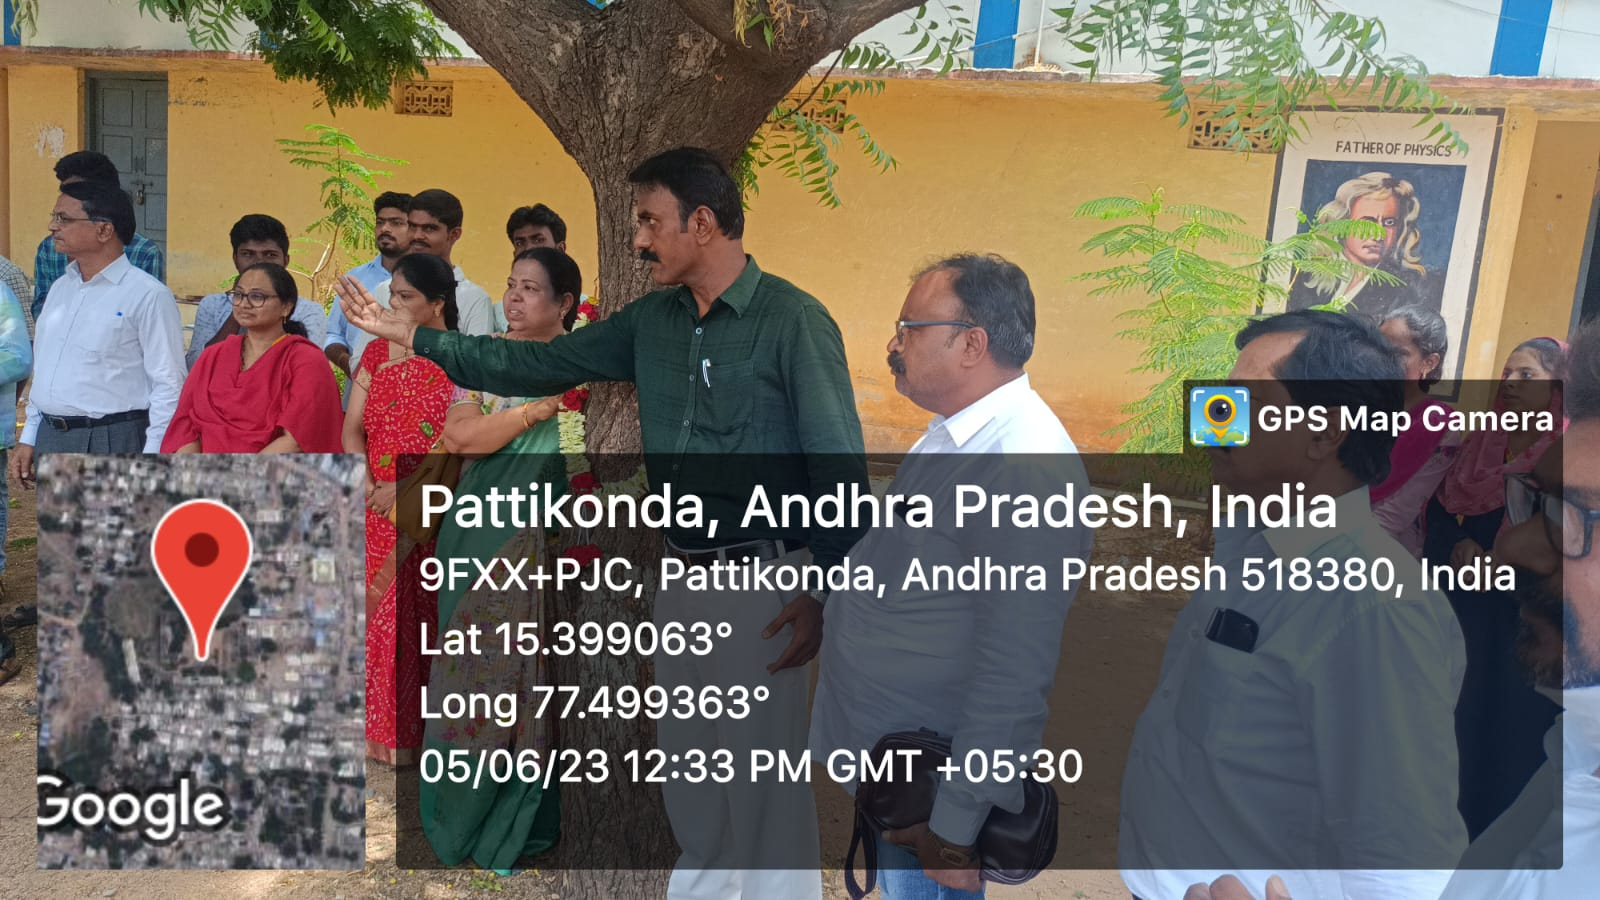 FATHER OF PHYSICS
GPS Map Camera
Pattikonda, Andhra Pradesh, India
9FXX+PJC, Pattikonda, Andhra Pradesh 518380, India
Lat 15.399063°
Long 77.499363°
05/06/23 12:33 PM GMT +05:30
Google